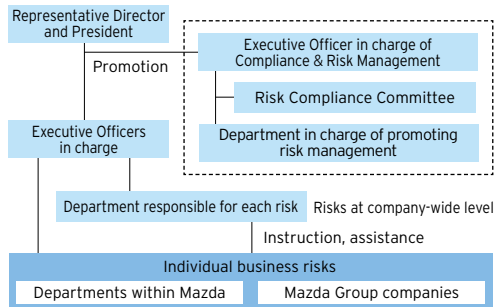 Representative Director
and President
Promotion
Executive Officer in charge of
Compliance & Risk Management
Risk Compliance Committee
Department in charge of promoting
risk management
Executive Officers
in charge
Department responsible for each risk
Risks at company-wide level
Instruction, assistance
Individual business risks
Departments within Mazda
Mazda Group companies